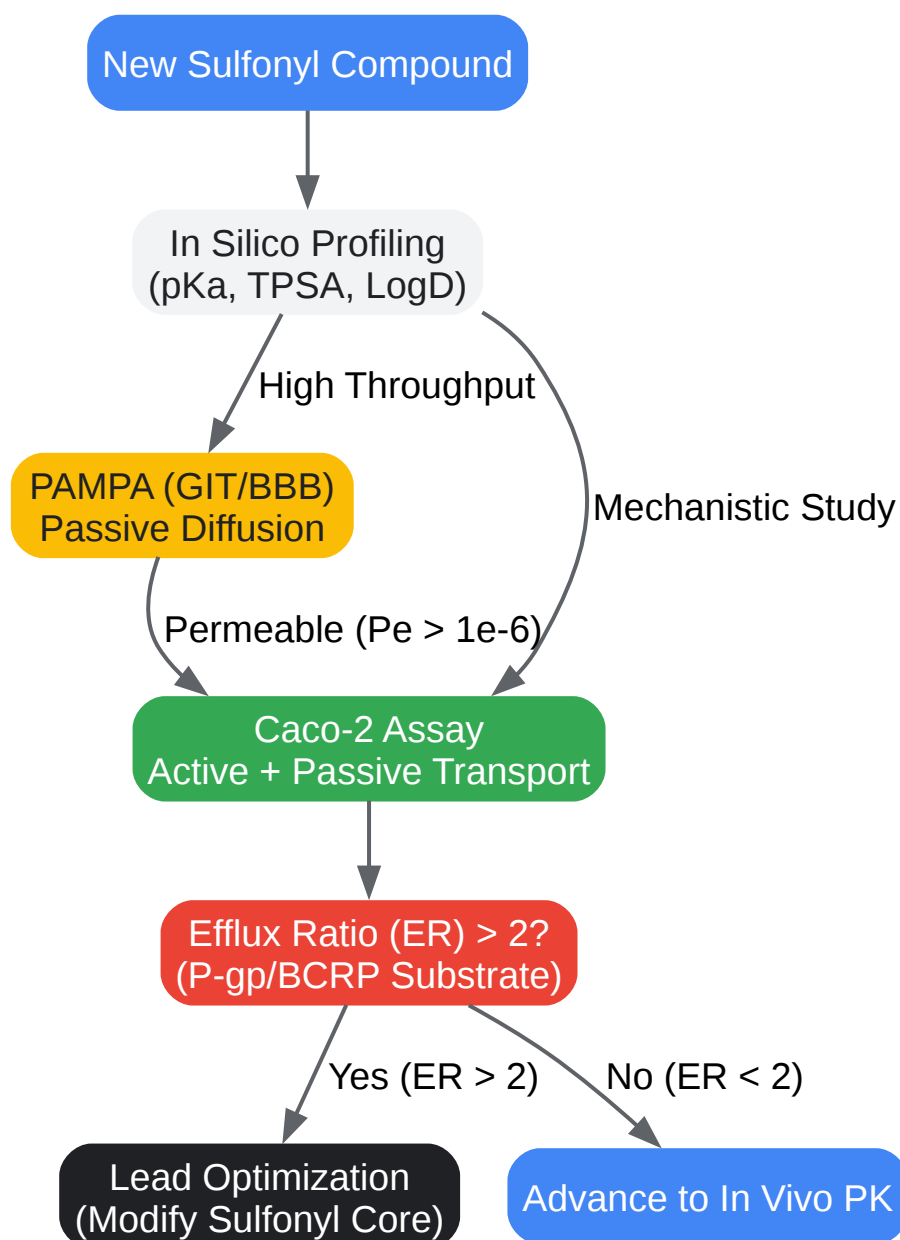 New Sulfonyl Compound
In Silico Profiling
(pKa, TPSA, LogD)
High Throughput
PAMPA (GIT/BBB)
Passive Diffusion
Mechanistic Study
Permeable (Pe > 1e-6)
Caco-2 Assay
Active + Passive Transport
Efflux Ratio (ER) > 2?
(P-gp/BCRP Substrate)
Yes (ER > 2)
No (ER < 2)
Lead Optimization
(Modify Sulfonyl Core)
Advance to In Vivo PK